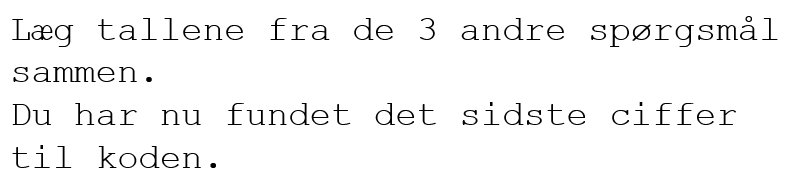 Læg tallene fra de 3 andre spørgsmål
sammen.
Du har nu fundet det sidste ciffer
til koden.